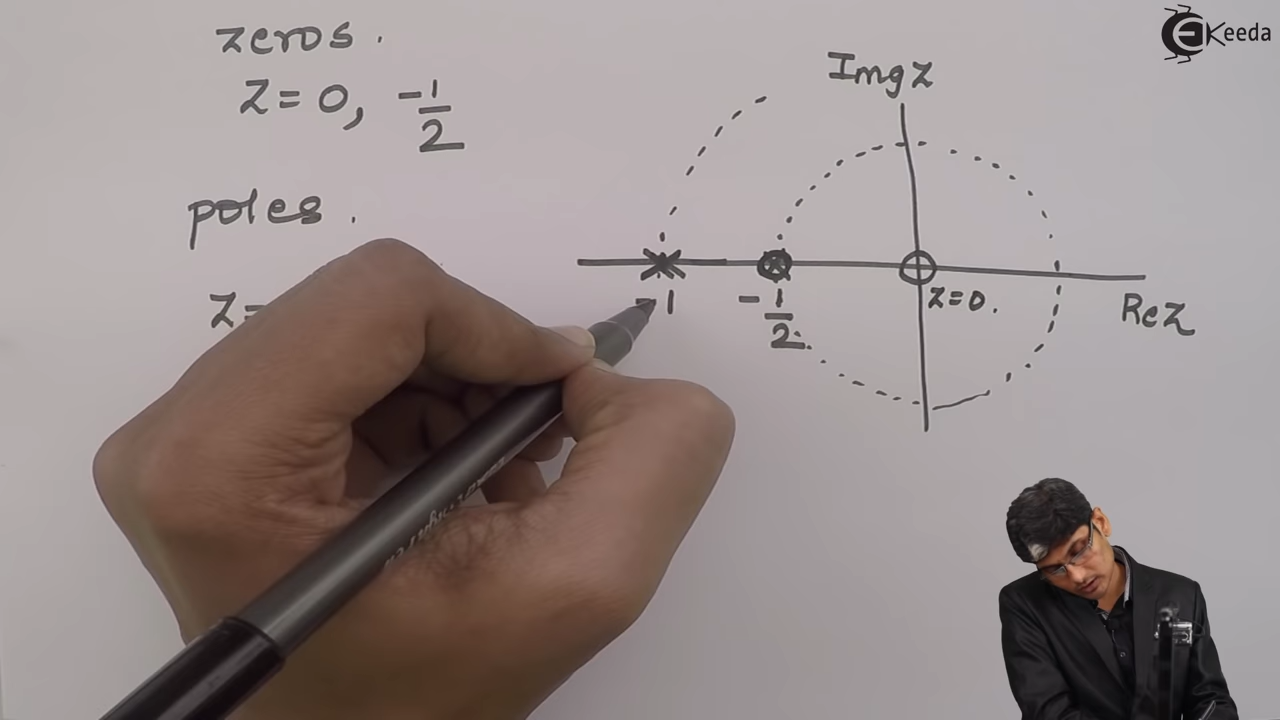 zeros.
z = 0, -1/2
poles.
z =
EKeeda
Img z
-1
-1/2
z=0.
Re z